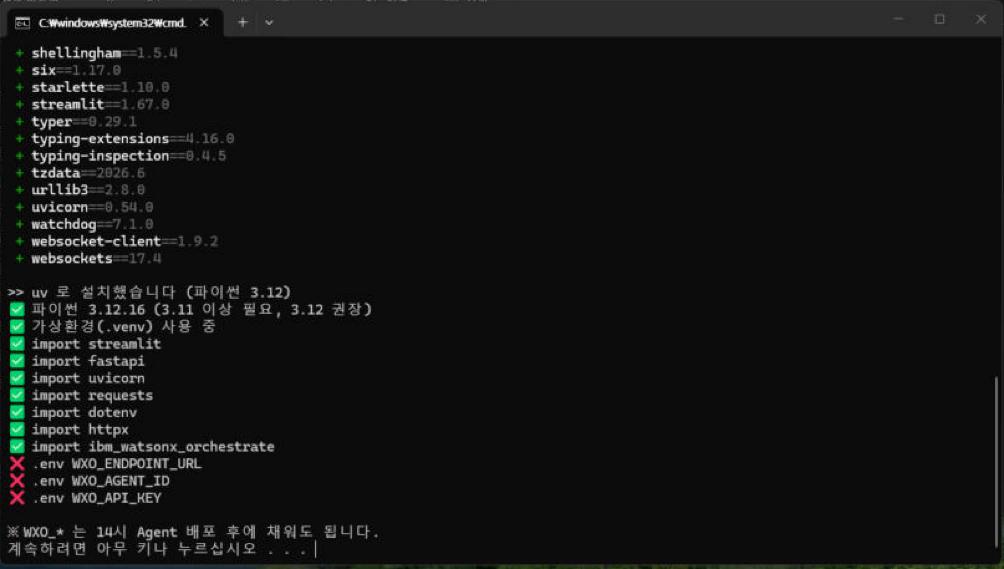 C:₩windows₩system32₩cmd.
+ shellingham==1.5.4
+ six==1.17.0
+ starlette==1.10.0
+ streamlit==1.67.0
+ typer==0.29.1
+ typing-extensions==4.16.0
+ typing-inspection==0.4.5
+ tzdata==2026.6
+ urllib3==2.8.0
+ uvicorn==0.54.0
+ watchdog==7.1.0
+ websocket-client==1.9.2
+ websockets==17.4
>> uv 로 설치했습니다 (파이썬 3.12)
✅ 파이썬 3.12.16 (3.11 이상 필요, 3.12 권장)
✅ 가상환경(.venv) 사용 중
✅ import streamlit
✅ import fastapi
✅ import uvicorn
✅ import requests
✅ import dotenv
✅ import httpx
✅ import ibm_watsonx_orchestrate
❌ .env WXO_ENDPOINT_URL
❌ .env WXO_AGENT_ID
❌ .env WXO_API_KEY
※ WXO_* 는 14시 Agent 배포 후에 채워도 됩니다.
계속하려면 아무 키나 누르십시오 . . .